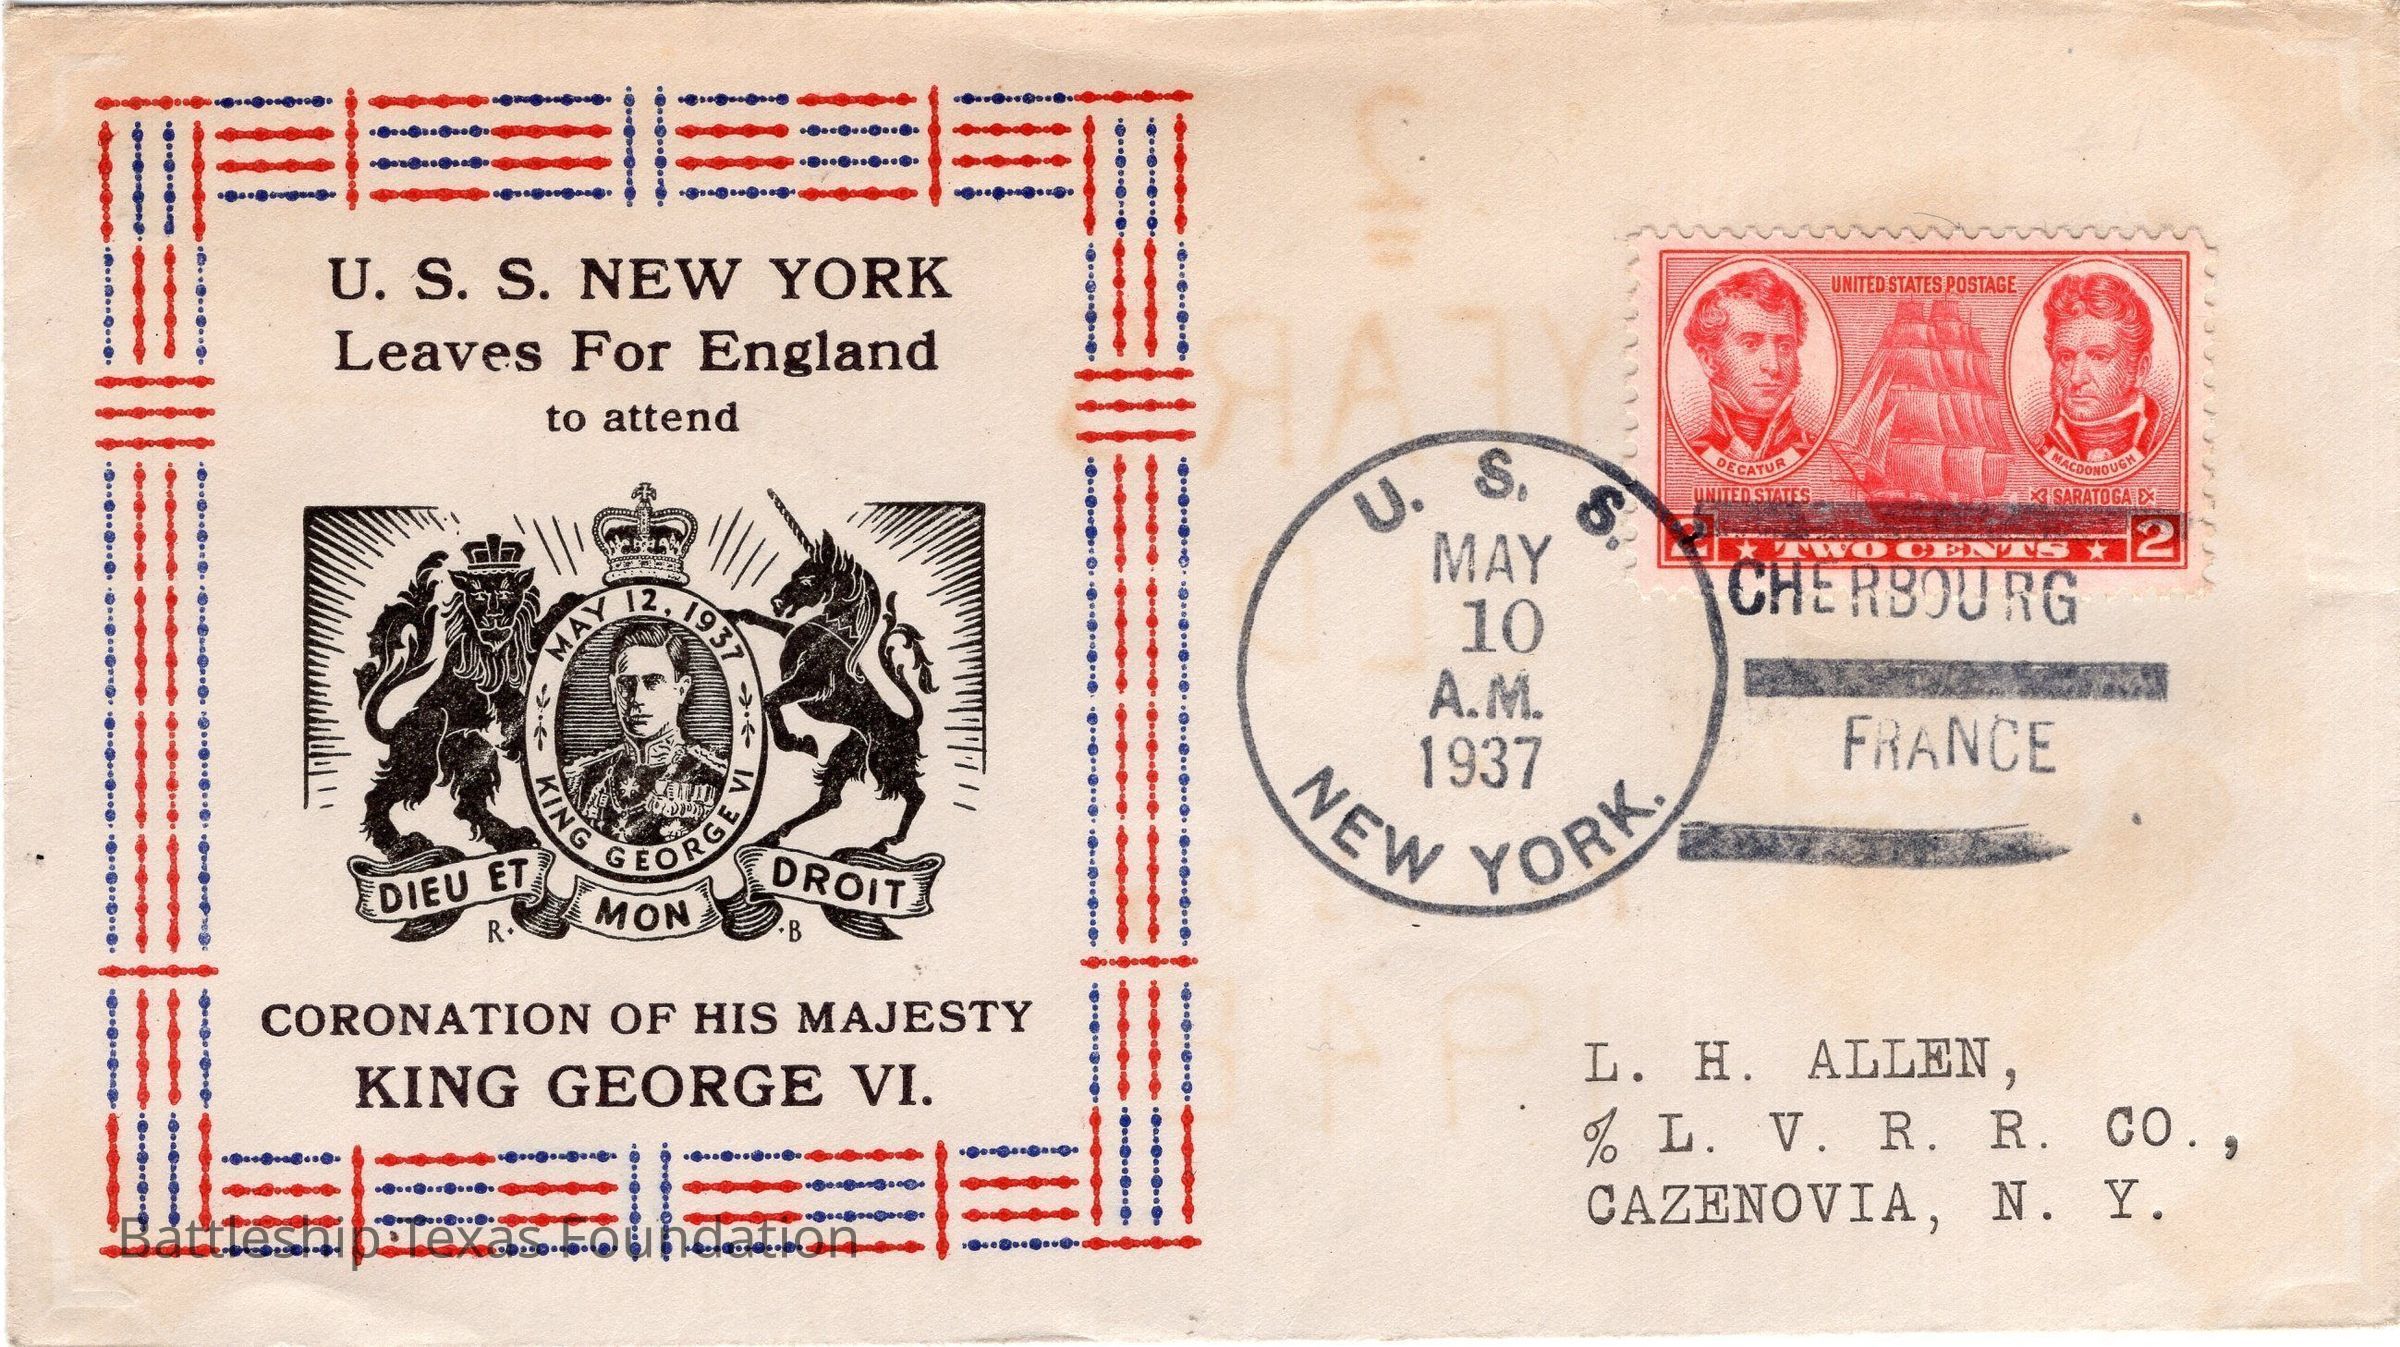 U. S. S. NEW YORK
Leaves For England
to attend
MAY 12, 1937
KING GEORGE VI
DIEU ET MON DROIT
R. .B
CORONATION OF HIS MAJESTY
KING GEORGE VI.
Battleship Texas Foundation
UNITED STATES POSTAGE
DECATUR
MACDONOUGH
UNITED STATES
SARATOGA
2 TWO CENTS 2
U. S. S.
MAY
10
A.M.
1937
NEW YORK.
CHERBOURG
FRANCE
L. H. ALLEN,
% L. V. R. R. CO.,
CAZENOVIA, N. Y.